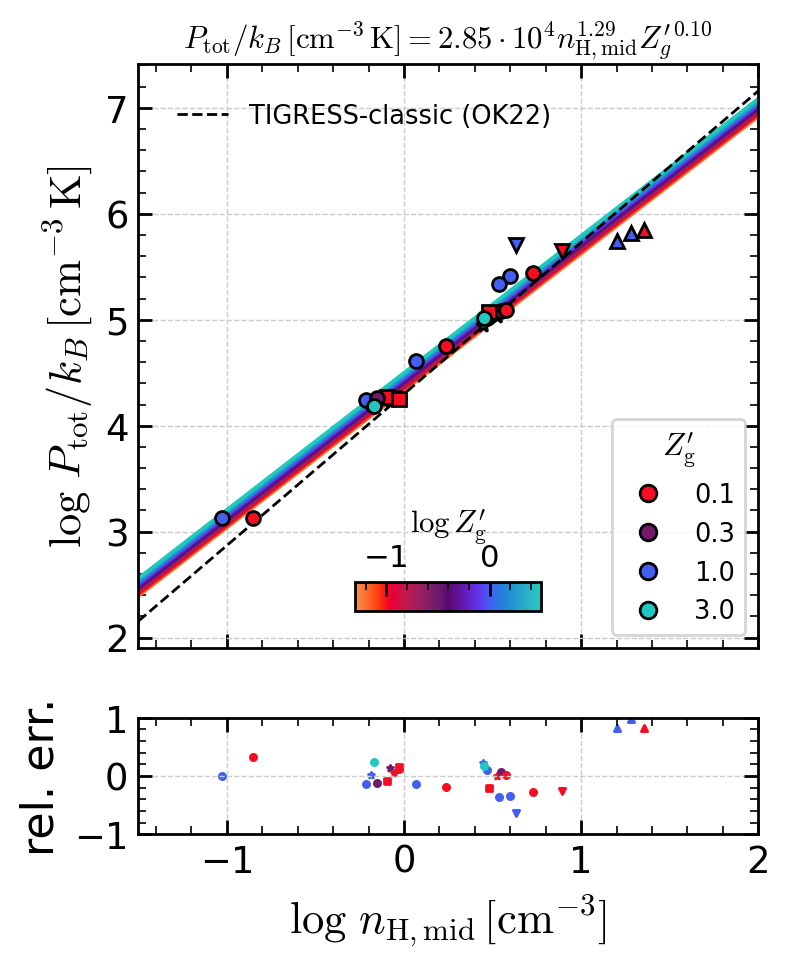 P_tot/k_B [cm^−3 K] = 2.85 · 10^4 n_H,mid^1.29 Z_g′^0.10
7
6
5
4
3
2
log P_tot/k_B [cm^−3 K]
TIGRESS-classic (OK22)
Z′_g
0.1
0.3
1.0
3.0
log Z′_g
−1 0
1
0
−1
rel. err.
−1 0 1 2
log n_H,mid [cm^−3]